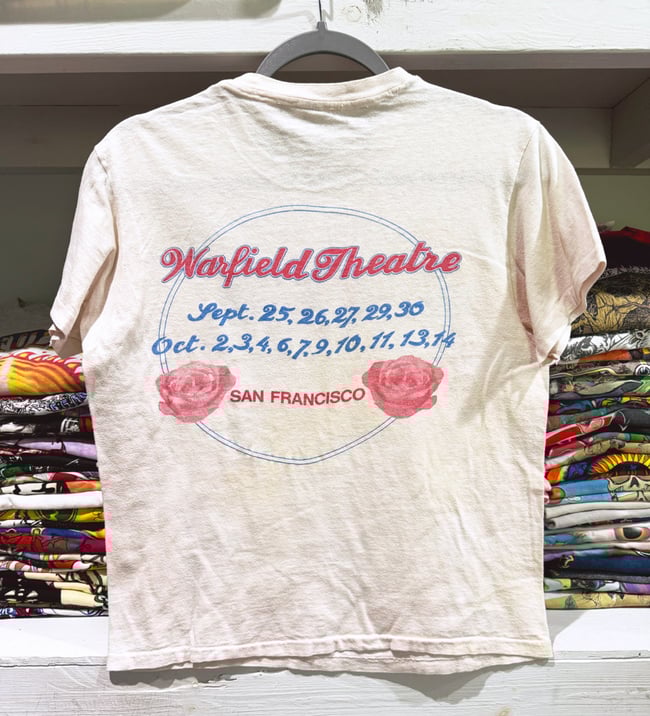 Warfield Theatre
Sept. 25, 26, 27, 29, 30
Oct. 2, 3, 4, 6, 7, 9, 10, 11, 13, 14
SAN FRANCISCO